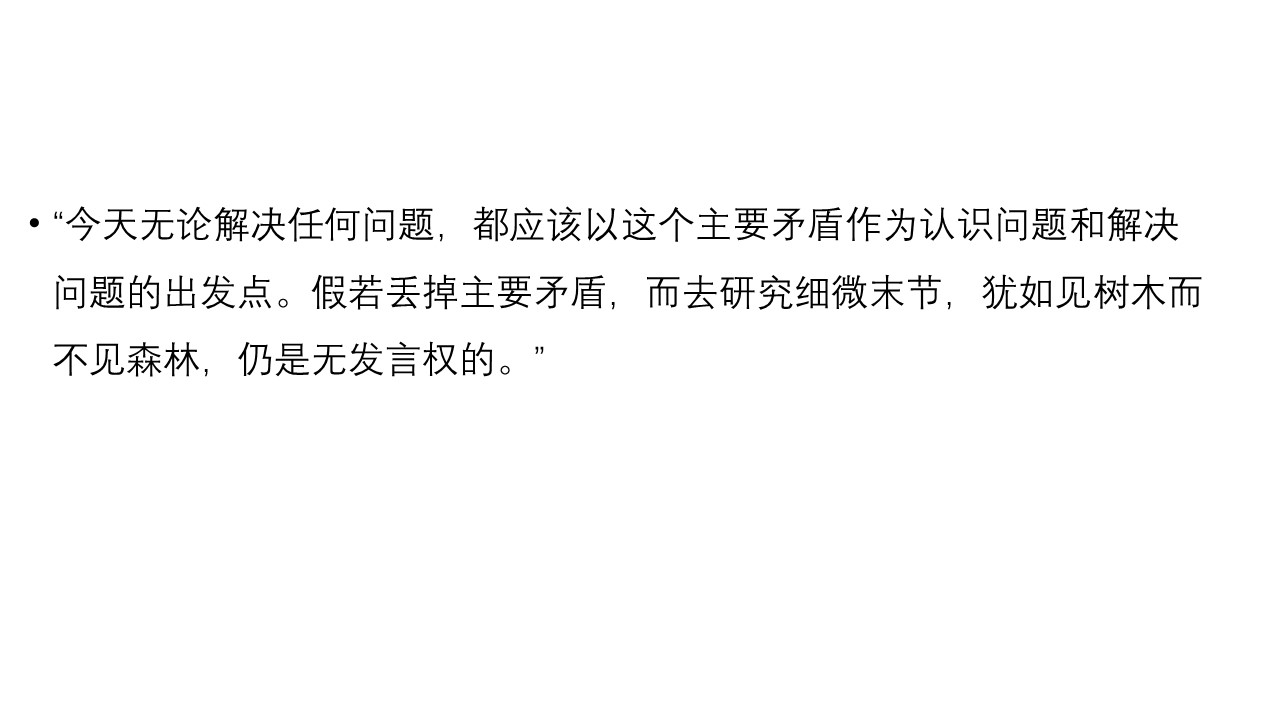 • “今天无论解决任何问题，都应该以这个主要矛盾作为认识问题和解决
问题的出发点。假若丢掉主要矛盾，而去研究细微末节，犹如见树木而
不见森林，仍是无发言权的。”